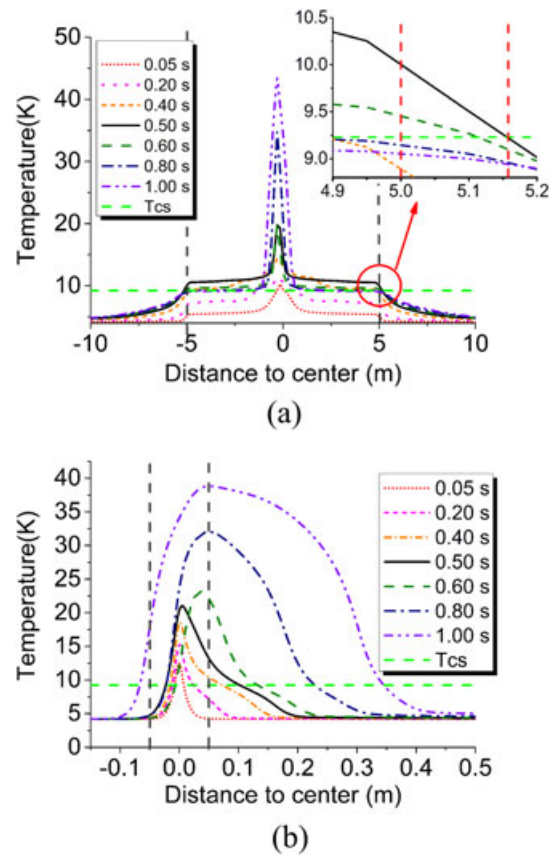 50
40
30
20
10
Temperature(K)
0.05 s
0.20 s
0.40 s
0.50 s
0.60 s
0.80 s
1.00 s
Tcs
10.5
10.0
9.5
9.0
4.9 5.0 5.1 5.2
-10 -5 0 5 10
Distance to center (m)
(a)
40
35
30
25
20
15
10
5
0
Temperature(K)
0.05 s
0.20 s
0.40 s
0.50 s
0.60 s
0.80 s
1.00 s
Tcs
-0.1 0.0 0.1 0.2 0.3 0.4 0.5
Distance to center (m)
(b)